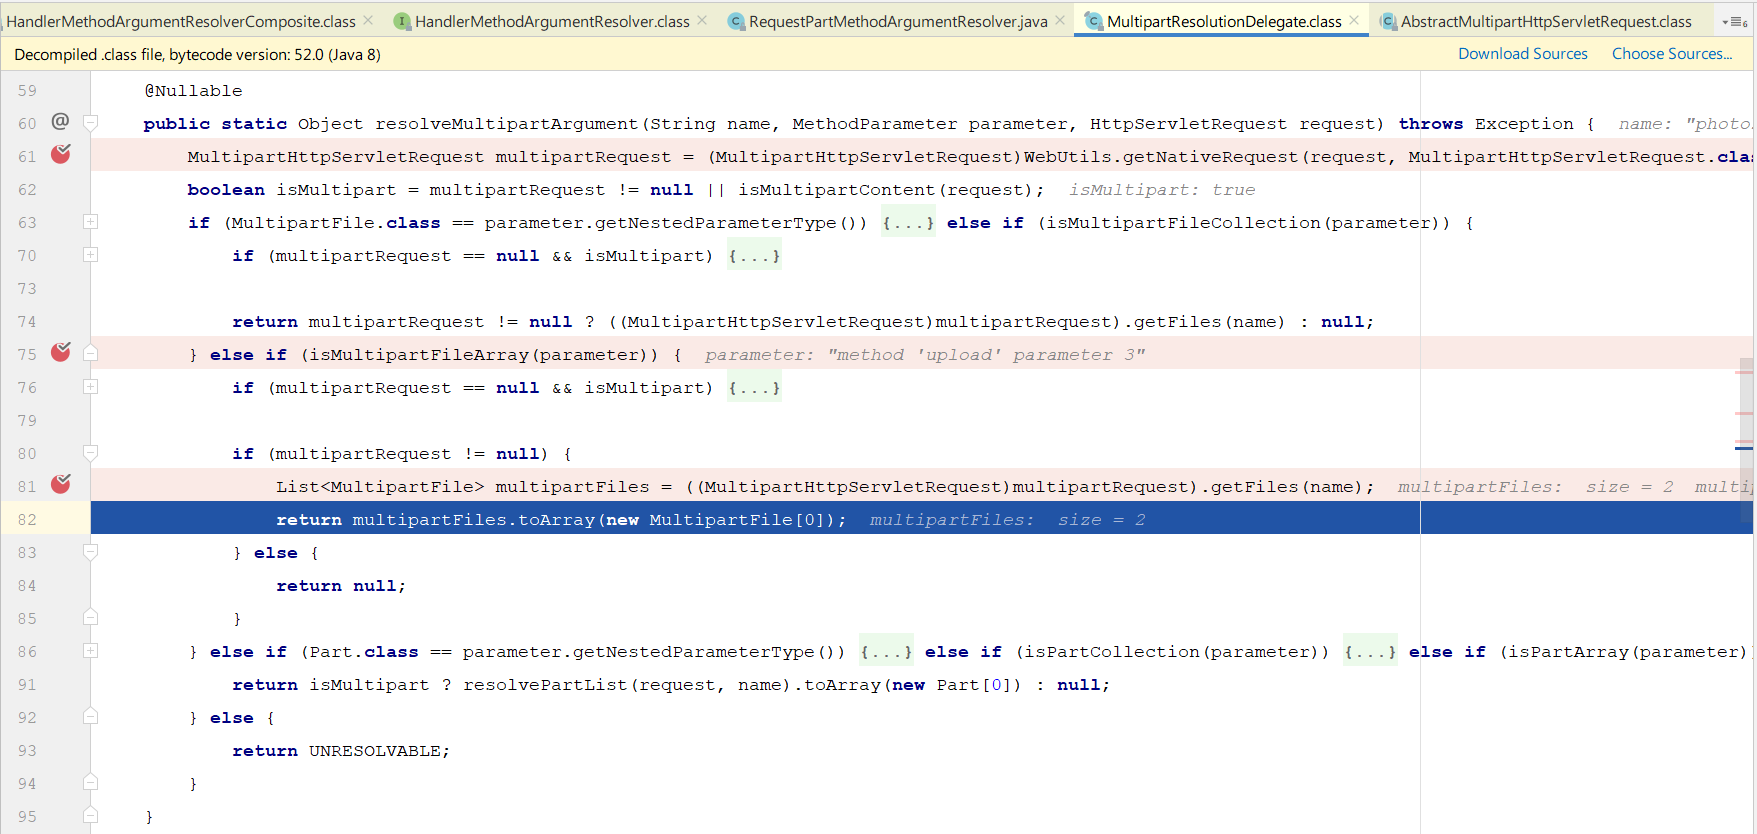 HandlerMethodArgumentResolverComposite.class HandlerMethodArgumentResolver.class RequestPartMethodArgumentResolver.java MultipartResolutionDelegate.class AbstractMultipartHttpServletRequest.class 6
Decompiled .class file, bytecode version: 52.0 (Java 8) Download Sources Choose Sources...
59 @Nullable
60 @ public static Object resolveMultipartArgument(String name, MethodParameter parameter, HttpServletRequest request) throws Exception { name: "photo
61 MultipartHttpServletRequest multipartRequest = (MultipartHttpServletRequest)WebUtils.getNativeRequest(request, MultipartHttpServletRequest.clas
62 boolean isMultipart = multipartRequest != null || isMultipartContent(request); isMultipart: true
63 if (MultipartFile.class == parameter.getNestedParameterType()) {...} else if (isMultipartFileCollection(parameter)) {
70 if (multipartRequest == null && isMultipart) {...}
73
74 return multipartRequest != null ? ((MultipartHttpServletRequest)multipartRequest).getFiles(name) : null;
75 } else if (isMultipartFileArray(parameter)) { parameter: "method 'upload' parameter 3"
76 if (multipartRequest == null && isMultipart) {...}
79
80 if (multipartRequest != null) {
81 List<MultipartFile> multipartFiles = ((MultipartHttpServletRequest)multipartRequest).getFiles(name); multipartFiles: size = 2 multip
82 return multipartFiles.toArray(new MultipartFile[0]); multipartFiles: size = 2
83 } else {
84 return null;
85 }
86 } else if (Part.class == parameter.getNestedParameterType()) {...} else if (isPartCollection(parameter)) {...} else if (isPartArray(parameter)
91 return isMultipart ? resolvePartList(request, name).toArray(new Part[0]) : null;
92 } else {
93 return UNRESOLVABLE;
94 }
95 }